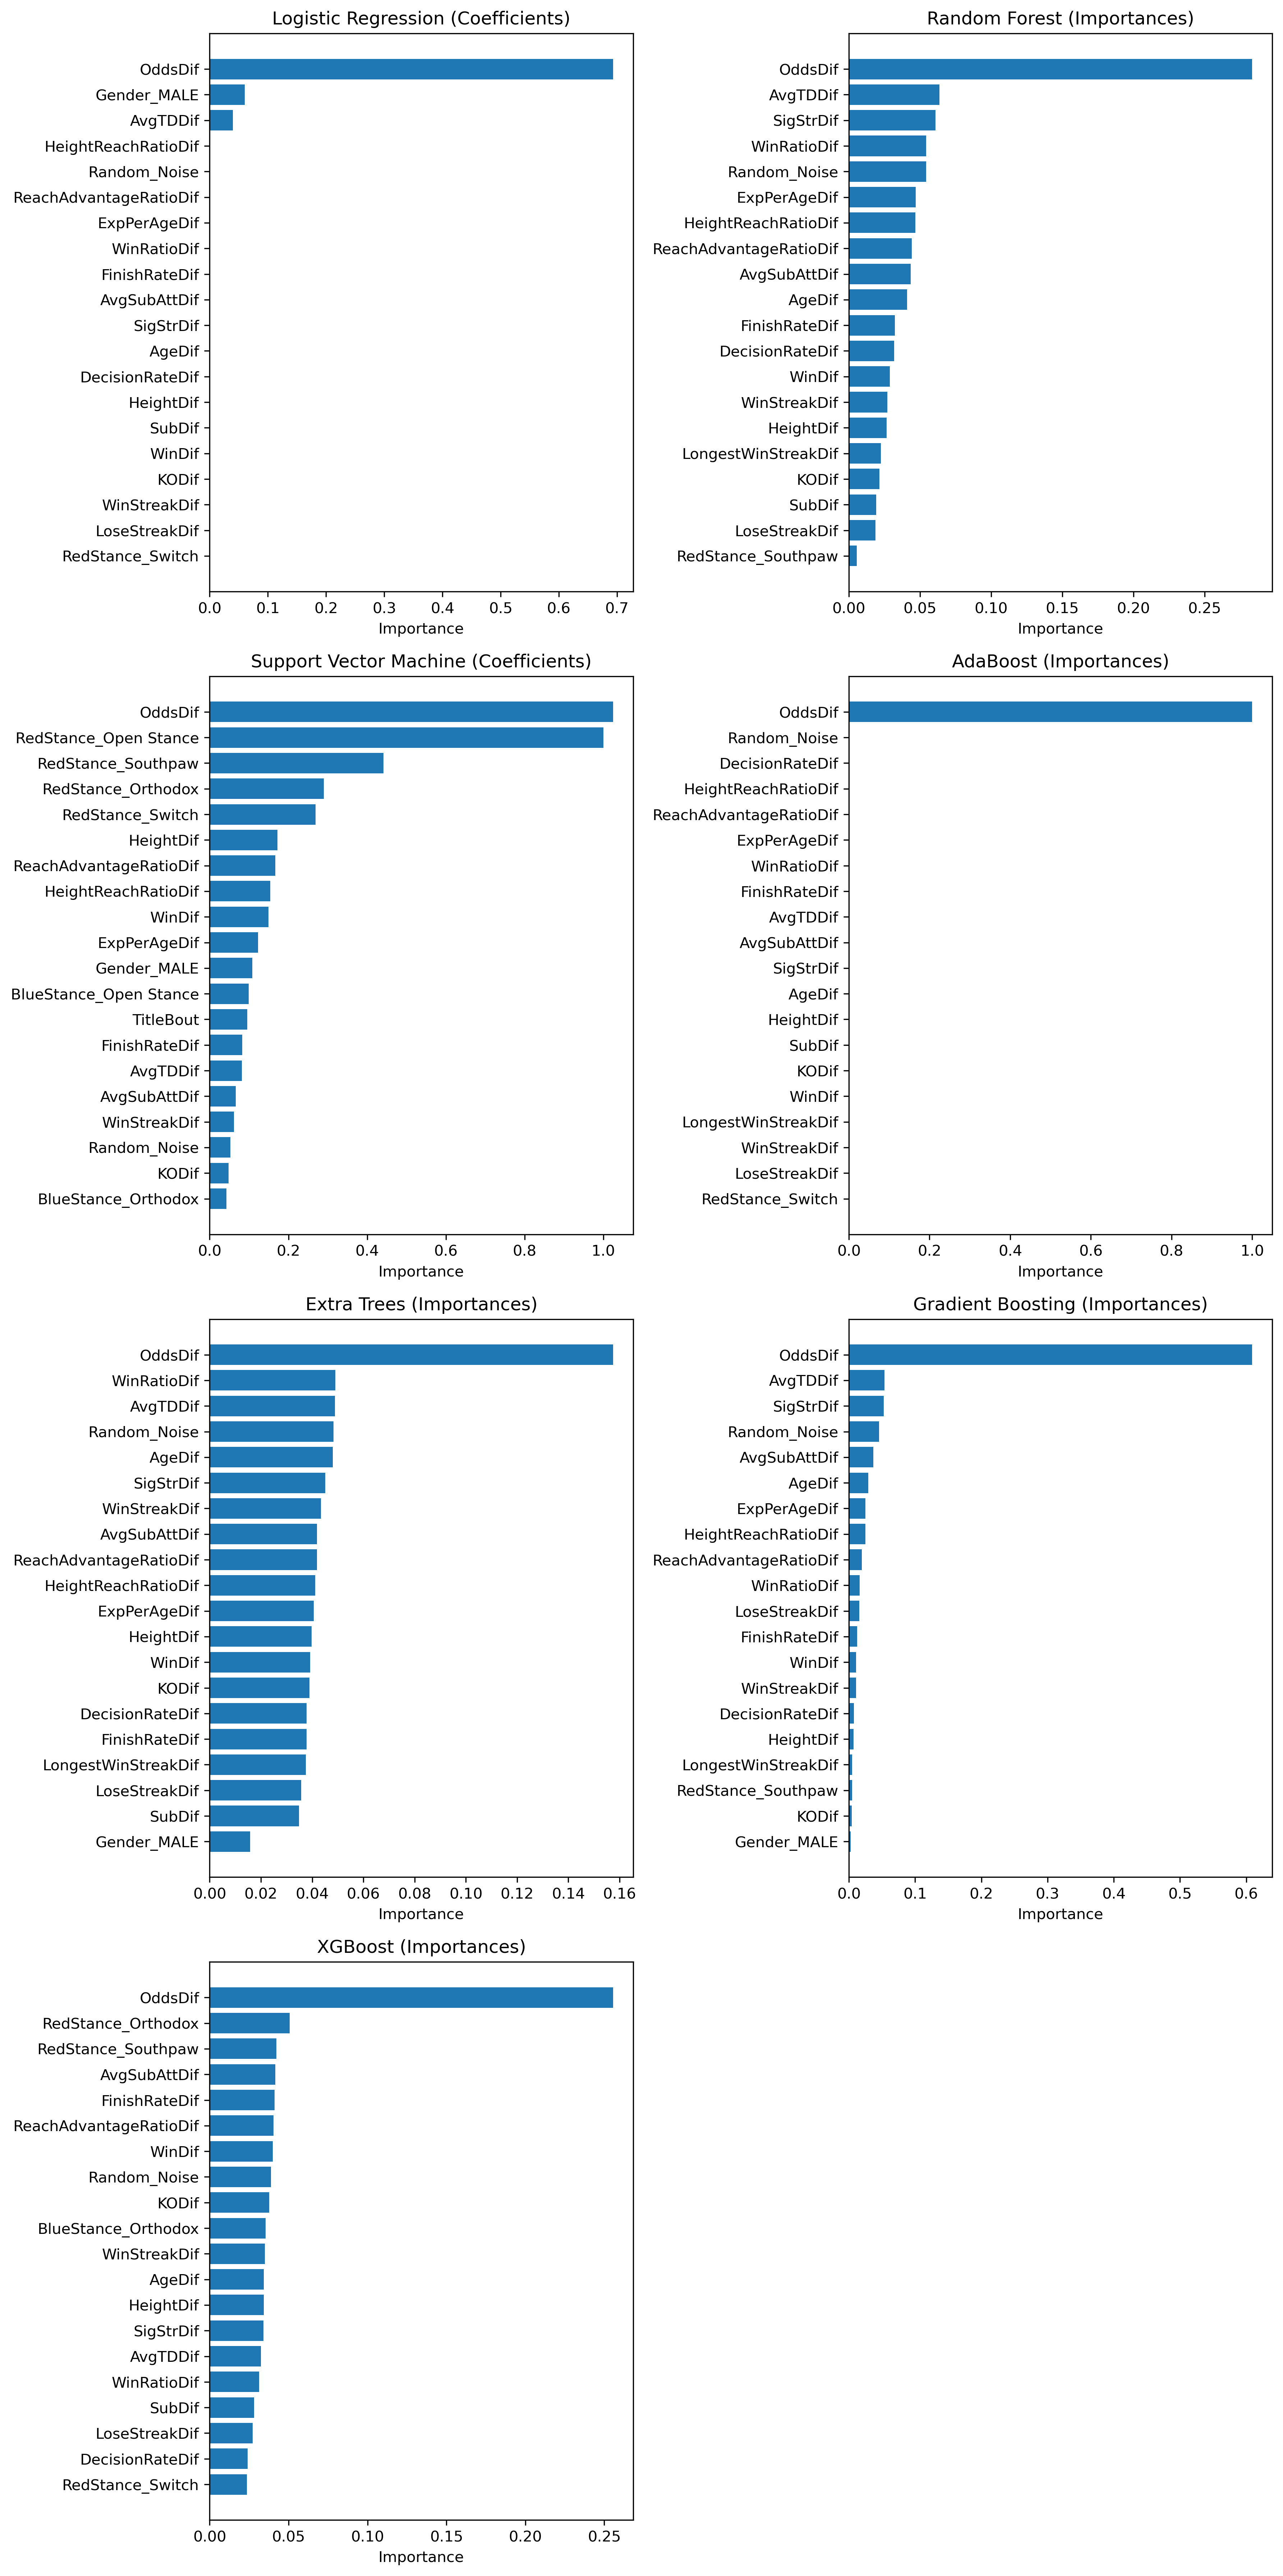 Logistic Regression (Coefficients)
OddsDif
Gender_MALE
AvgTDDif
HeightReachRatioDif
Random_Noise
ReachAdvantageRatioDif
ExpPerAgeDif
WinRatioDif
FinishRateDif
AvgSubAttDif
SigStrDif
AgeDif
DecisionRateDif
HeightDif
SubDif
WinDif
KODif
WinStreakDif
LoseStreakDif
RedStance_Switch
0.0 0.1 0.2 0.3 0.4 0.5 0.6 0.7
Importance
Random Forest (Importances)
OddsDif
AvgTDDif
SigStrDif
WinRatioDif
Random_Noise
ExpPerAgeDif
HeightReachRatioDif
ReachAdvantageRatioDif
AvgSubAttDif
AgeDif
FinishRateDif
DecisionRateDif
WinDif
WinStreakDif
HeightDif
LongestWinStreakDif
KODif
SubDif
LoseStreakDif
RedStance_Southpaw
0.00 0.05 0.10 0.15 0.20 0.25
Importance
Support Vector Machine (Coefficients)
OddsDif
RedStance_Open Stance
RedStance_Southpaw
RedStance_Orthodox
RedStance_Switch
HeightDif
ReachAdvantageRatioDif
HeightReachRatioDif
WinDif
ExpPerAgeDif
Gender_MALE
BlueStance_Open Stance
TitleBout
FinishRateDif
AvgTDDif
AvgSubAttDif
WinStreakDif
Random_Noise
KODif
BlueStance_Orthodox
0.0 0.2 0.4 0.6 0.8 1.0
Importance
AdaBoost (Importances)
OddsDif
Random_Noise
DecisionRateDif
HeightReachRatioDif
ReachAdvantageRatioDif
ExpPerAgeDif
WinRatioDif
FinishRateDif
AvgTDDif
AvgSubAttDif
SigStrDif
AgeDif
HeightDif
SubDif
KODif
WinDif
LongestWinStreakDif
WinStreakDif
LoseStreakDif
RedStance_Switch
0.0 0.2 0.4 0.6 0.8 1.0
Importance
Extra Trees (Importances)
OddsDif
WinRatioDif
AvgTDDif
Random_Noise
AgeDif
SigStrDif
WinStreakDif
AvgSubAttDif
ReachAdvantageRatioDif
HeightReachRatioDif
ExpPerAgeDif
HeightDif
WinDif
KODif
DecisionRateDif
FinishRateDif
LongestWinStreakDif
LoseStreakDif
SubDif
Gender_MALE
0.00 0.02 0.04 0.06 0.08 0.10 0.12 0.14 0.16
Importance
Gradient Boosting (Importances)
OddsDif
AvgTDDif
SigStrDif
Random_Noise
AvgSubAttDif
AgeDif
ExpPerAgeDif
HeightReachRatioDif
ReachAdvantageRatioDif
WinRatioDif
LoseStreakDif
FinishRateDif
WinDif
WinStreakDif
DecisionRateDif
HeightDif
LongestWinStreakDif
RedStance_Southpaw
KODif
Gender_MALE
0.0 0.1 0.2 0.3 0.4 0.5 0.6
Importance
XGBoost (Importances)
OddsDif
RedStance_Orthodox
RedStance_Southpaw
AvgSubAttDif
FinishRateDif
ReachAdvantageRatioDif
WinDif
Random_Noise
KODif
BlueStance_Orthodox
WinStreakDif
AgeDif
HeightDif
SigStrDif
AvgTDDif
WinRatioDif
SubDif
LoseStreakDif
DecisionRateDif
RedStance_Switch
0.00 0.05 0.10 0.15 0.20 0.25
Importance